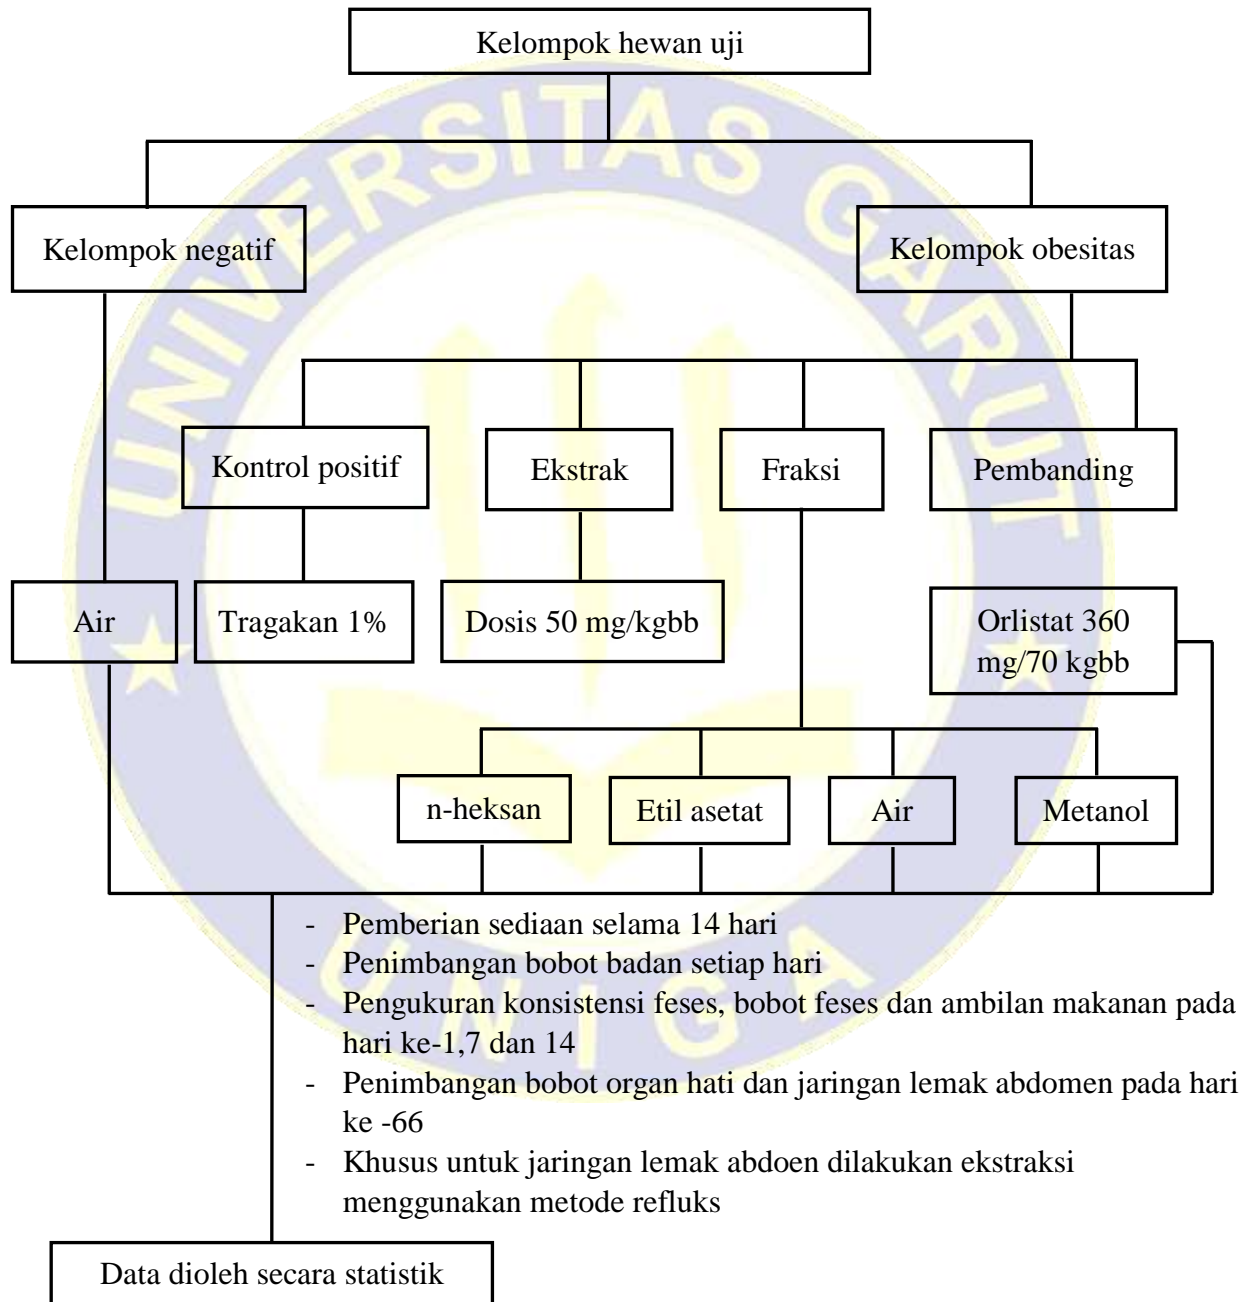 Kelompok hewan uji
UNIVERSITAS GARUT
Kelompok negatif
Kelompok obesitas
Kontrol positif
Ekstrak
Fraksi
Pembanding
Air
Tragakan 1%
Dosis 50 mg/kgbb
Orlistat 360
mg/70 kgbb
n-heksan
Etil asetat
Air
Metanol
- Pemberian sediaan selama 14 hari
- Penimbangan bobot badan setiap hari
- Pengukuran konsistensi feses, bobot feses dan ambilan makanan pada
hari ke-1,7 dan 14
- Penimbangan bobot organ hati dan jaringan lemak abdomen pada hari
ke -66
- Khusus untuk jaringan lemak abdoen dilakukan ekstraksi
menggunakan metode refluks
UNIGA
Data dioleh secara statistik